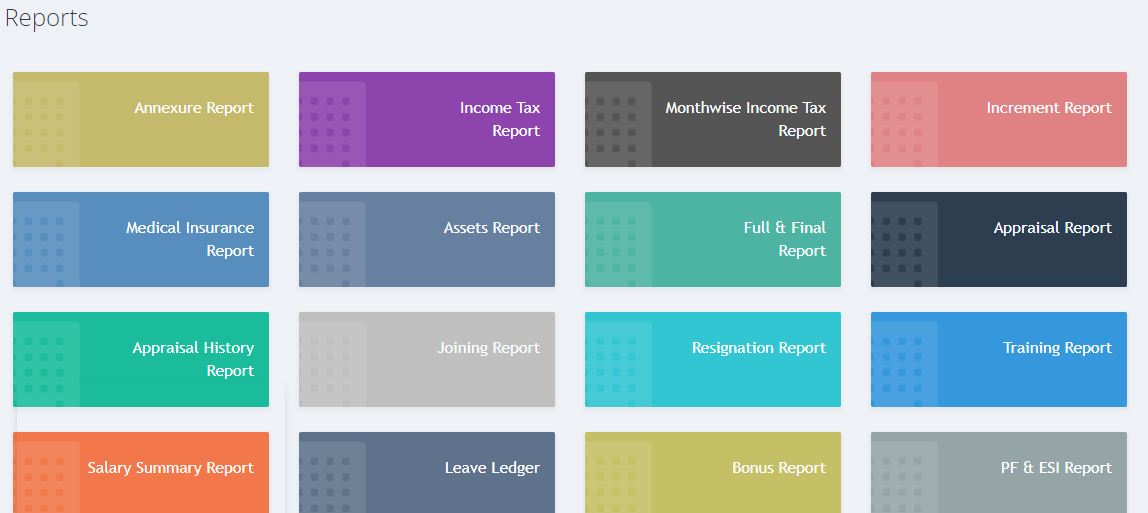 Reports
Annexure Report
Income Tax
Report
Monthwise Income Tax
Report
Increment Report
Medical Insurance
Report
Assets Report
Full & Final
Report
Appraisal Report
Appraisal History
Report
Joining Report
Resignation Report
Training Report
Salary Summary Report
Leave Ledger
Bonus Report
PF & ESI Report